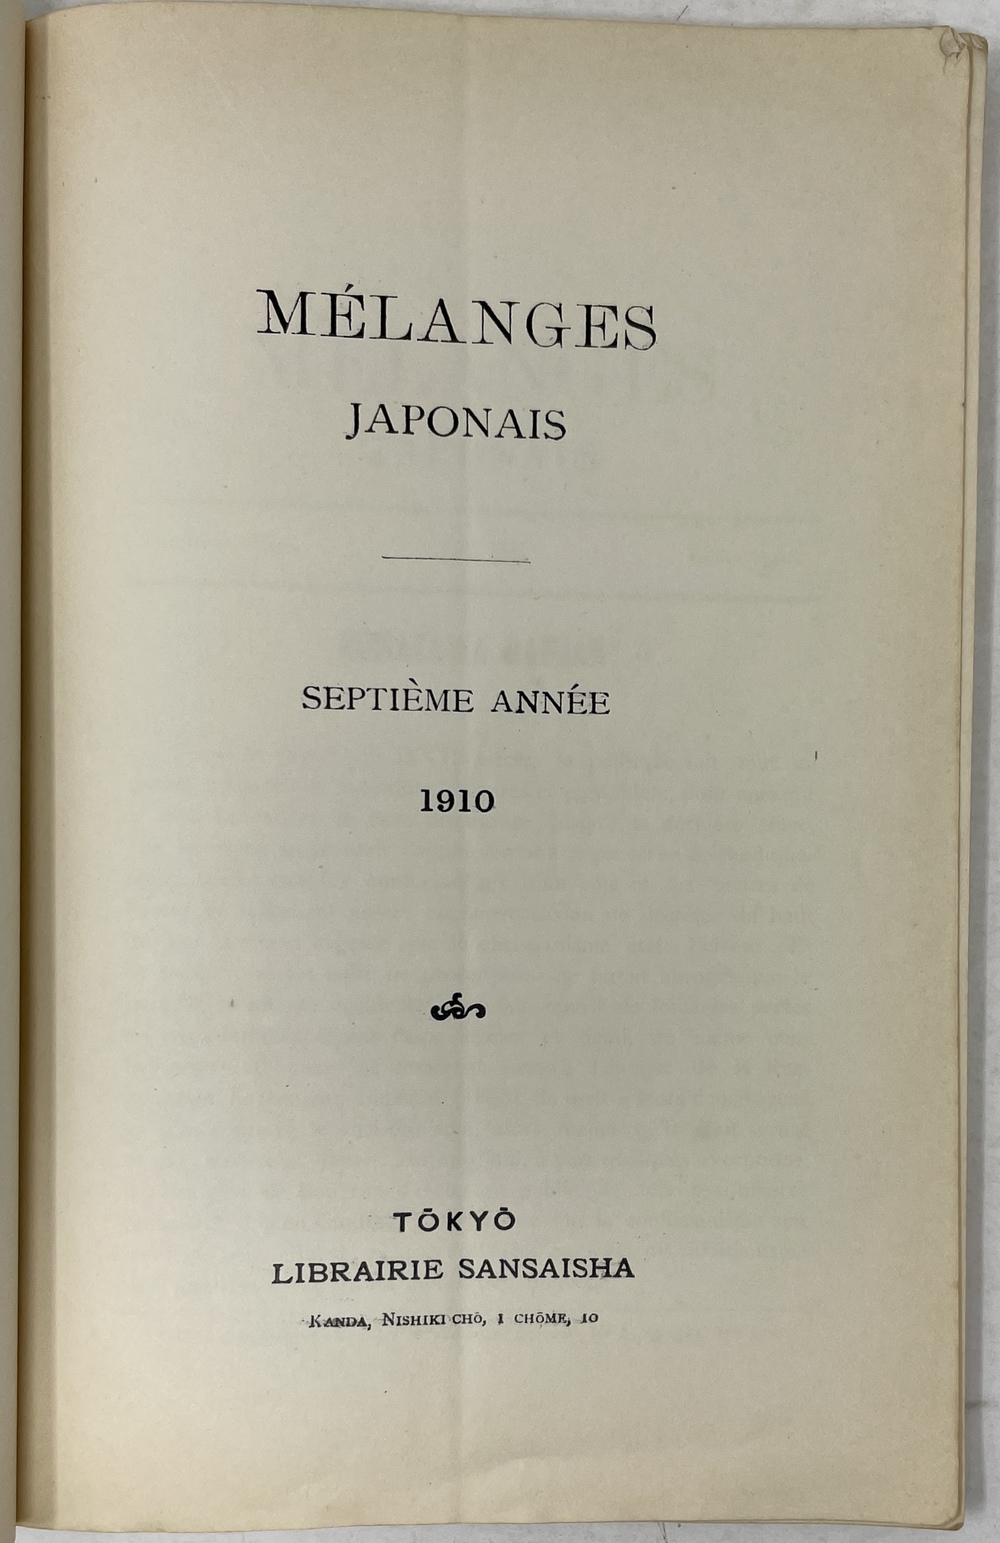 MÉLANGES
JAPONAIS
SEPTIÈME ANNÉE
1910
TŌKYŌ
LIBRAIRIE SANSAISHA
KANDA, NISHIKI CHŌ, 1 CHŌME, 10